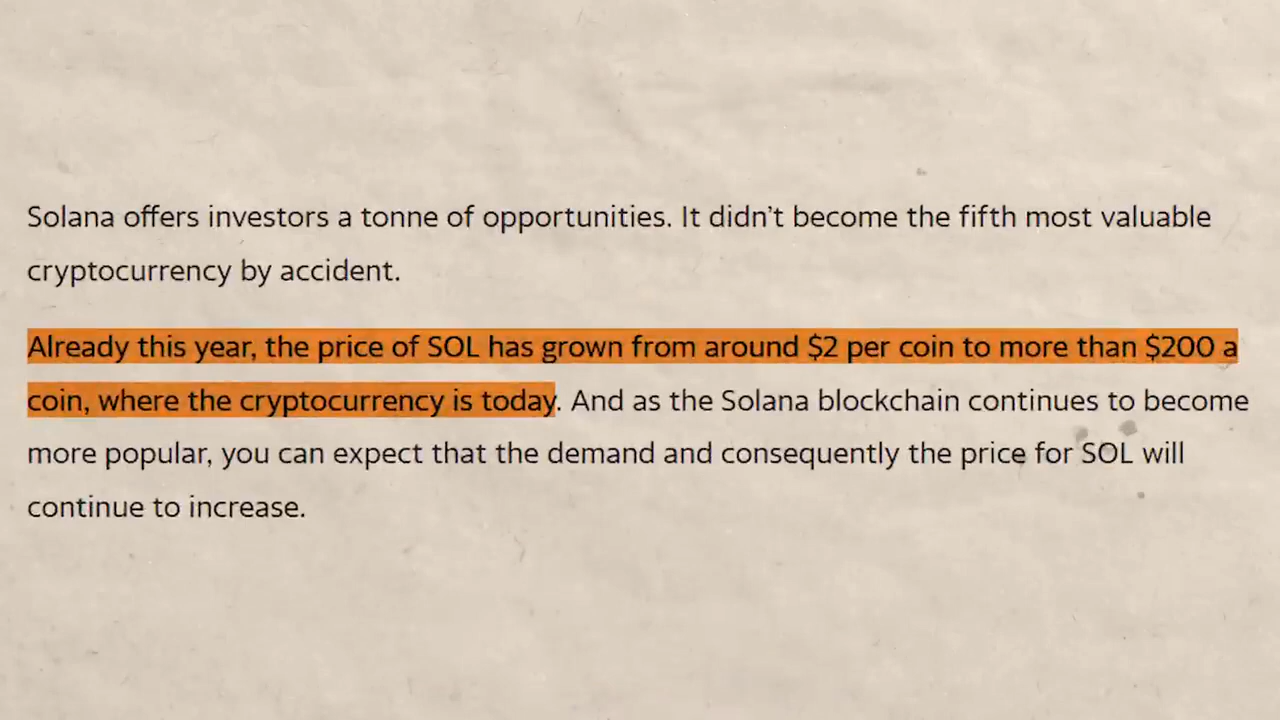 Solana offers investors a tonne of opportunities. It didn’t become the fifth most valuable
cryptocurrency by accident.
Already this year, the price of SOL has grown from around $2 per coin to more than $200 a
coin, where the cryptocurrency is today. And as the Solana blockchain continues to become
more popular, you can expect that the demand and consequently the price for SOL will
continue to increase.